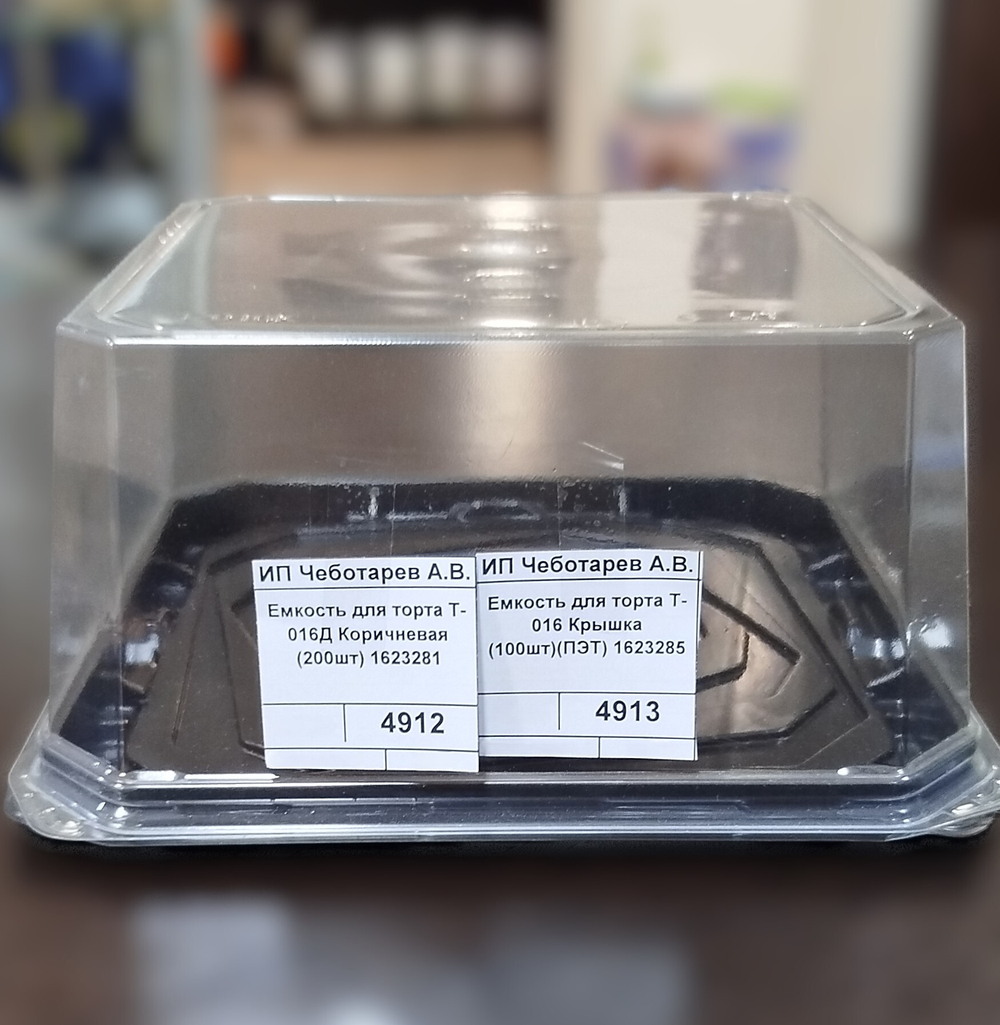 ИП Чеботарев А.В.
Емкость для торта Т-
016Д Коричневая
(200шт) 1623281
4912
ИП Чеботарев А.В.
Емкость для торта Т-
016 Крышка
(100шт)(ПЭТ) 1623285
4913